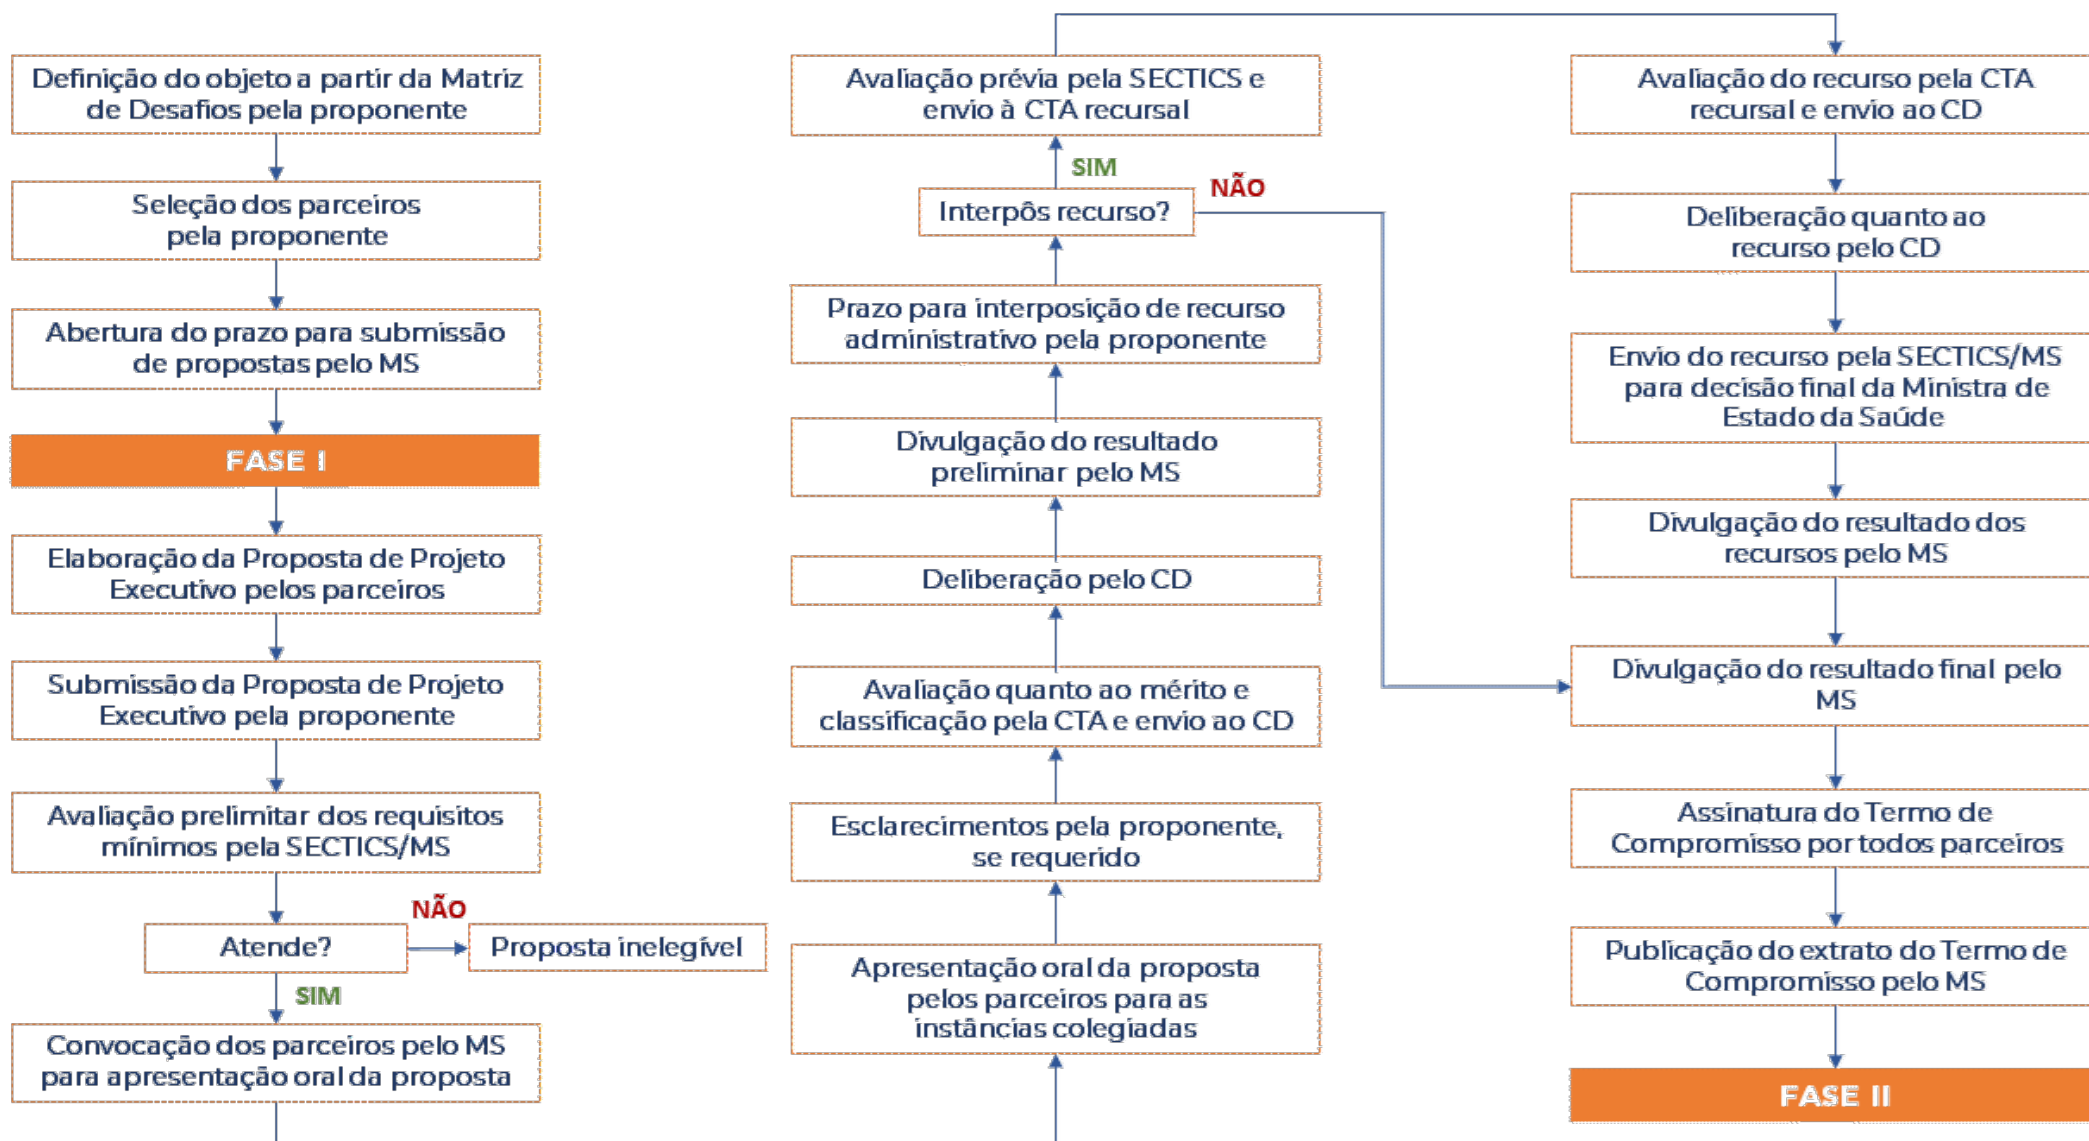 Definição do objeto a partir da Matriz
de Desafios pela proponente
Seleção dos parceiros
pela proponente
Abertura do prazo para submissão
de propostas pelo MS
FASE I
Elaboração da Proposta de Projeto
Executivo pelos parceiros
Submissão da Proposta de Projeto
Executivo pela proponente
Avaliação prelimitar dos requisitos
mínimos pela SECTICS/MS
Atende?
NÃO
Proposta inelegível
SIM
Convocação dos parceiros pelo MS
para apresentação oral da proposta
Apresentação oral da proposta
pelos parceiros para as
instâncias colegiadas
Esclarecimentos pela proponente,
se requerido
Avaliação quanto ao mérito e
classificação pela CTA e envio ao CD
Deliberação pelo CD
Divulgação do resultado
preliminar pelo MS
Prazo para interposição de recurso
administrativo pela proponente
Interpôs recurso?
NÃO
SIM
Avaliação prévia pela SECTICS e
envio à CTA recursal
Avaliação do recurso pela CTA
recursal e envio ao CD
Deliberação quanto ao
recurso pelo CD
Envio do recurso pela SECTICS/MS
para decisão final da Ministra de
Estado da Saúde
Divulgação do resultado dos
recursos pelo MS
Divulgação do resultado final pelo
MS
Assinatura do Termo de
Compromisso por todos parceiros
Publicação do extrato do Termo de
Compromisso pelo MS
FASE II